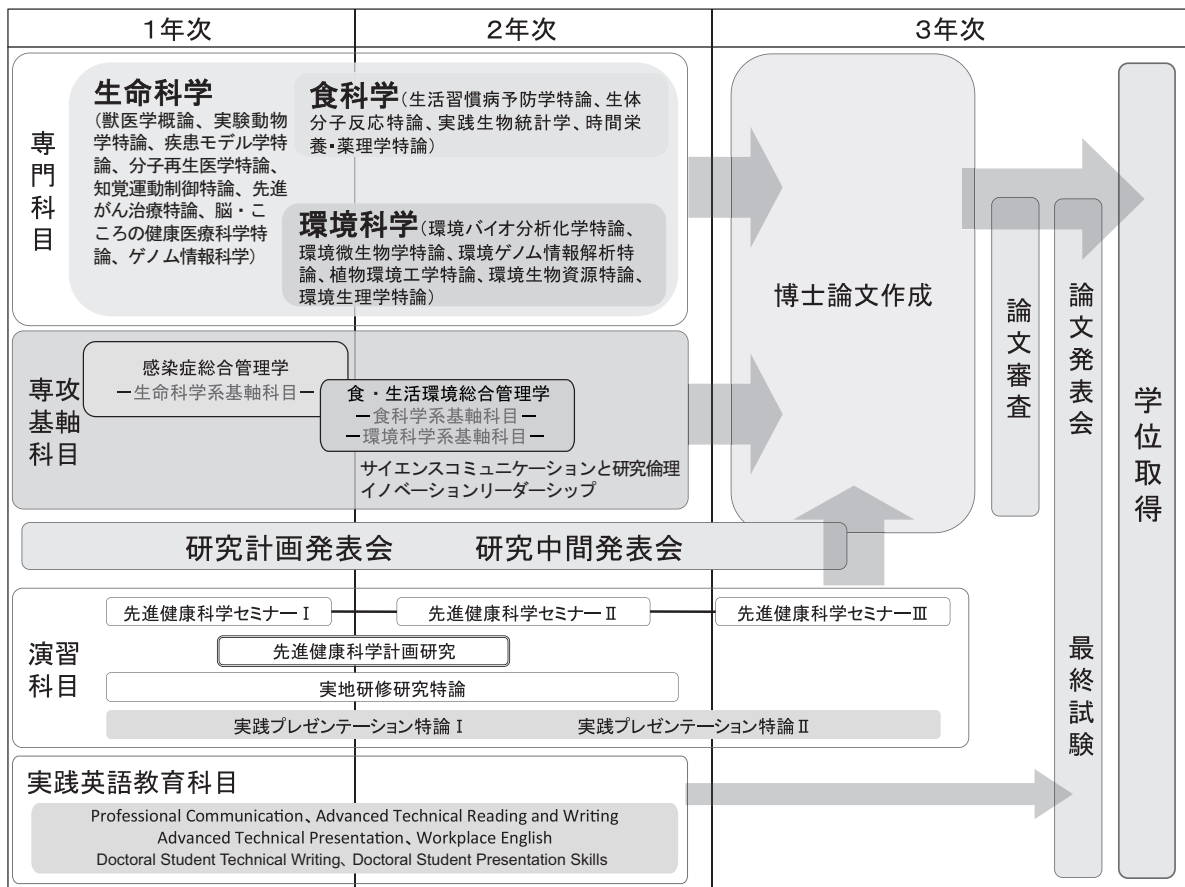 1年次
2年次
3年次
専門科目
生命科学
(獣医学概論、実験動物
学特論、疾患モデル学特
論、分子再生医学特論、
知覚運動制御特論、先進
がん治療特論、脳・こ
ころの健康医療科学特
論、ゲノム情報科学)
食科学(生活習慣病予防学特論、生体
分子反応特論、実践生物統計学、時間栄
養・薬理学特論)
環境科学(環境バイオ分析化学特論、
環境微生物学特論、環境ゲノム情報解析特
論、植物環境工学特論、環境生物資源特論、
環境生理学特論)
専攻
基軸
科目
感染症総合管理学
ー生命科学系基軸科目ー
食・生活環境総合管理学
ー食科学系基軸科目ー
ー環境科学系基軸科目ー
サイエンスコミュニケーションと研究倫理
イノベーションリーダーシップ
博士論文作成
論文審査
論文発表会
最終試験
学位取得
研究計画発表会
研究中間発表会
演習
科目
先進健康科学セミナーⅠ
先進健康科学セミナーⅡ
先進健康科学セミナーⅢ
先進健康科学計画研究
実地研修研究特論
実践プレゼンテーション特論Ⅰ
実践プレゼンテーション特論Ⅱ
実践英語教育科目
Professional Communication、Advanced Technical Reading and Writing
Advanced Technical Presentation、Workplace English
Doctoral Student Technical Writing、Doctoral Student Presentation Skills